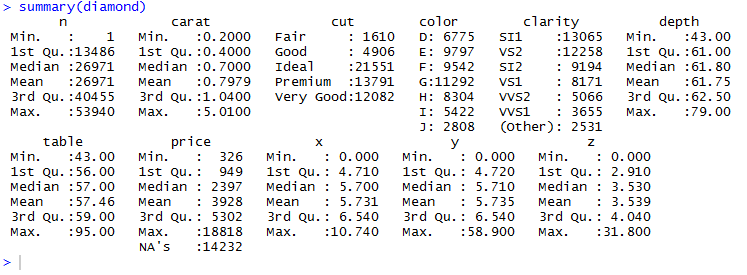 > summary(diamond)
       n             carat               cut        color        clarity          depth      
 Min.   :    1   Min.   :0.2000   Fair     : 1610   D: 6775   SI1    :13065   Min.   :43.00  
 1st Qu.:13486   1st Qu.:0.4000   Good     : 4906   E: 9797   VS2    :12258   1st Qu.:61.00  
 Median :26971   Median :0.7000   Ideal    :21551   F: 9542   SI2    : 9194   Median :61.80  
 Mean   :26971   Mean   :0.7979   Premium  :13791   G:11292   VS1    : 8171   Mean   :61.75  
 3rd Qu.:40455   3rd Qu.:1.0400   Very Good:12082   H: 8304   VVS2   : 5066   3rd Qu.:62.50  
 Max.   :53940   Max.   :5.0100                     I: 5422   VVS1   : 3655   Max.   :79.00  
                                                    J: 2808   (Other): 2531                  
     table           price             x                y                z         
 Min.   :43.00   Min.   :  326   Min.   : 0.000   Min.   : 0.000   Min.   : 0.000  
 1st Qu.:56.00   1st Qu.:  949   1st Qu.: 4.710   1st Qu.: 4.720   1st Qu.: 2.910  
 Median :57.00   Median : 2397   Median : 5.700   Median : 5.710   Median : 3.530  
 Mean   :57.46   Mean   : 3928   Mean   : 5.731   Mean   : 5.735   Mean   : 3.539  
 3rd Qu.:59.00   3rd Qu.: 5302   3rd Qu.: 6.540   3rd Qu.: 6.540   3rd Qu.: 4.040  
 Max.   :95.00   Max.   :18818   Max.   :10.740   Max.   :58.900   Max.   :31.800  
                 NA's   :14232                                                     
>